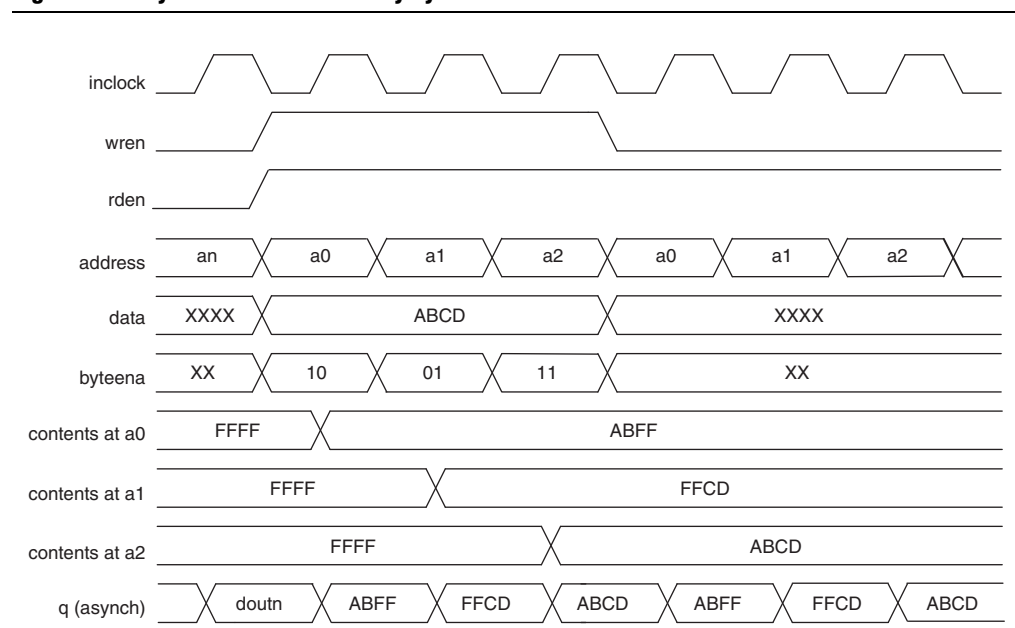 inclock
wren
rden
address an a0 a1 a2 a0 a1 a2
data XXXX ABCD XXXX
byteena XX 10 01 11 XX
contents at a0 FFFF ABFF
contents at a1 FFFF FFCD
contents at a2 FFFF ABCD
q (asynch) doutn ABFF FFCD ABCD ABFF FFCD ABCD